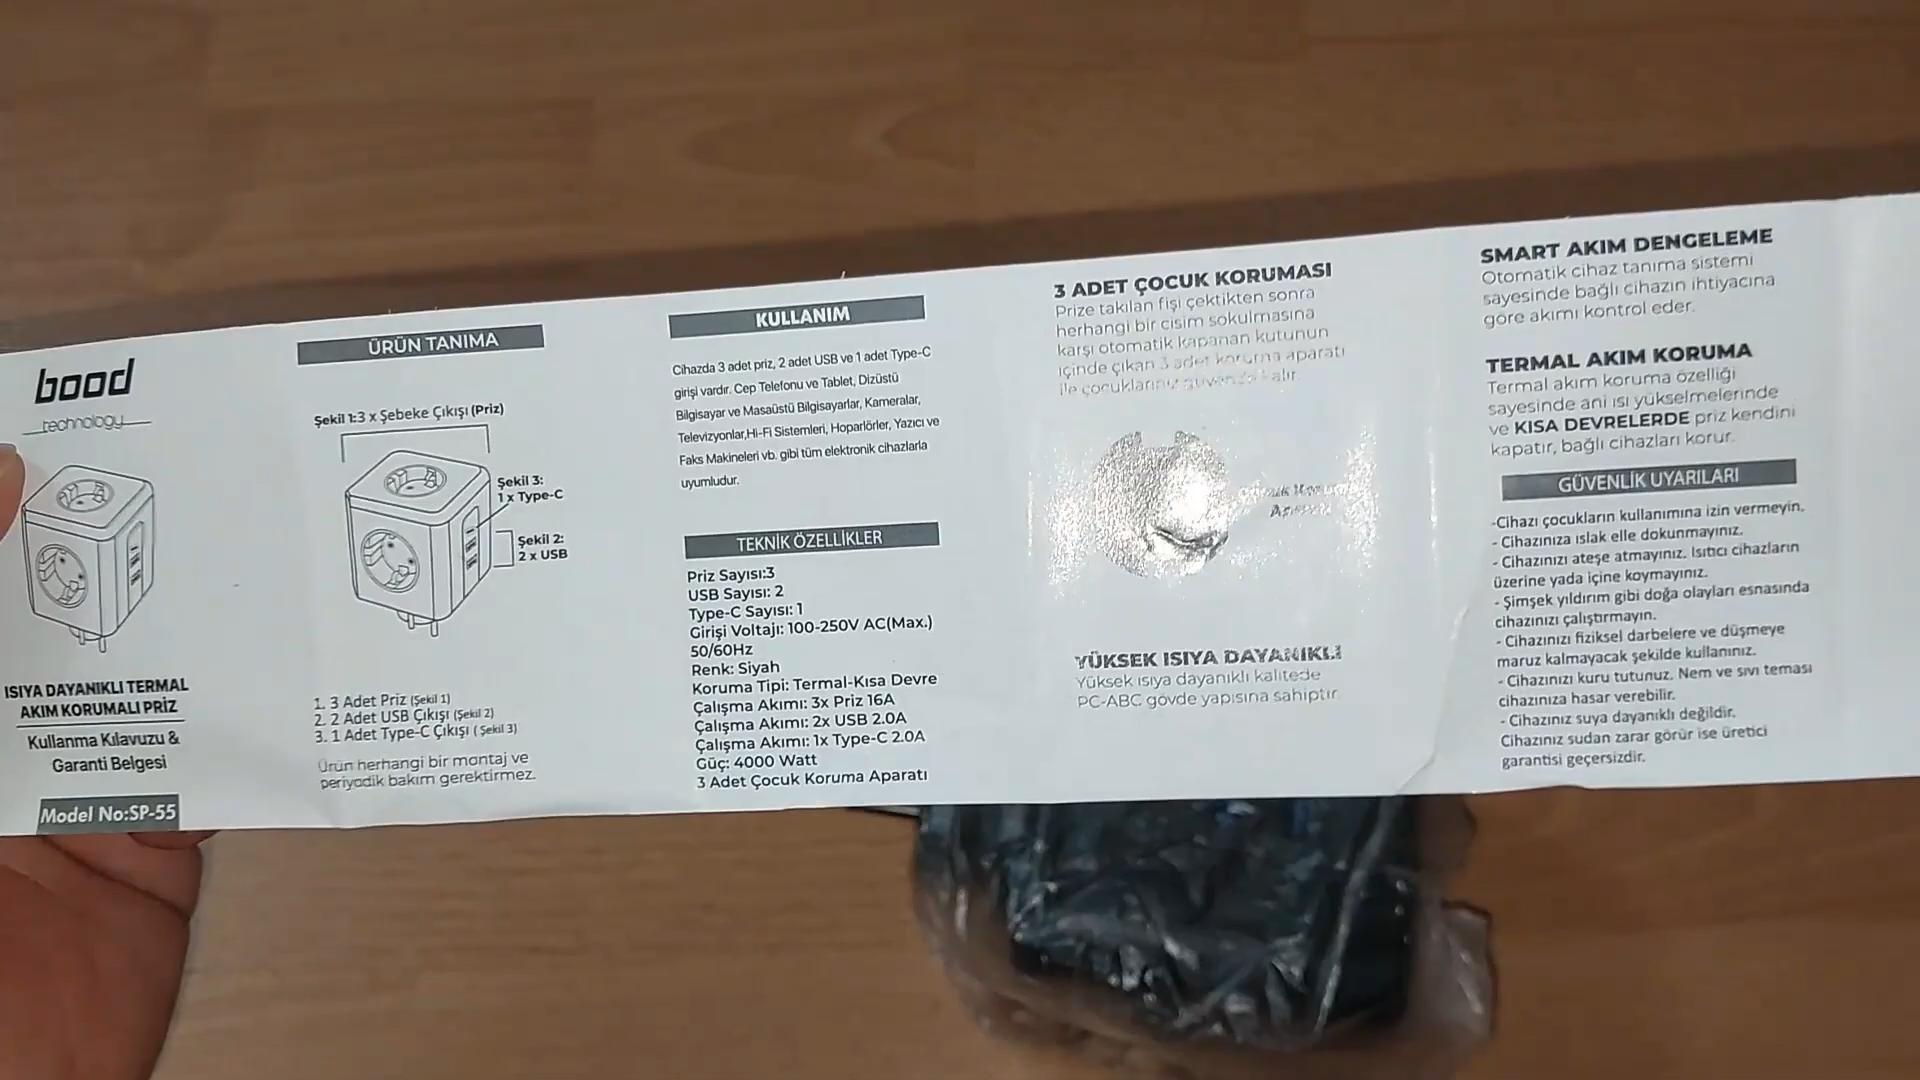 bood
technology
ISIYA DAYANIKLI TERMAL
AKIM KORUMALI PRİZ
Kullanma Kılavuzu &
Garanti Belgesi
Model No:SP-55
ÜRÜN TANIMA
Şekil 1:3 x Şebeke Çıkışı (Priz)
Şekil 3:
1 x Type-C
Şekil 2:
2 x USB
1. 3 Adet Priz (Şekil 1)
2. 2 Adet USB Çıkışı (Şekil 2)
3. 1 Adet Type-C Çıkışı ( Şekil 3)
Ürün herhangi bir montaj ve
periyodik bakım gerektirmez.
KULLANIM
Cihazda 3 adet priz, 2 adet USB ve 1 adet Type-C
girişi vardır. Cep Telefonu ve Tablet, Dizüstü
Bilgisayar ve Masaüstü Bilgisayarlar, Kameralar,
Televizyonlar,Hi-Fi Sistemleri, Hoparlörler, Yazıcı ve
Faks Makineleri vb. gibi tüm elektronik cihazlarla
uyumludur.
TEKNİK ÖZELLİKLER
Priz Sayısı:3
USB Sayısı: 2
Type-C Sayısı: 1
Girişi Voltajı: 100-250V AC(Max.)
50/60Hz
Renk: Siyah
Koruma Tipi: Termal-Kısa Devre
Çalışma Akımı: 3x Priz 16A
Çalışma Akımı: 2x USB 2.0A
Çalışma Akımı: 1x Type-C 2.0A
Güç: 4000 Watt
3 Adet Çocuk Koruma Aparatı
3 ADET ÇOCUK KORUMASI
Prize takılan fişi çektikten sonra
herhangi bir cisim sokulmasına
karşı otomatik kapanan kutunun
içinde çıkan 3 adet koruma aparatı
ile çocuklarınız güvende kalır.
YÜKSEK ISIYA DAYANIKLI
Yüksek ısıya dayanıklı kalitede
PC-ABC gövde yapısına sahiptir.
SMART AKIM DENGELEME
Otomatik cihaz tanıma sistemi
sayesinde bağlı cihazın ihtiyacına
göre akımı kontrol eder.
TERMAL AKIM KORUMA
Termal akım koruma özelliği
sayesinde ani ısı yükselmelerinde
ve KISA DEVRELERDE priz kendini
kapatır, bağlı cihazları korur.
GÜVENLİK UYARILARI
-Cihazı çocukların kullanımına izin vermeyin.
- Cihazınıza ıslak elle dokunmayınız.
- Cihazınızı ateşe atmayınız. Isıtıcı cihazların
üzerine yada içine koymayınız.
- Şimşek yıldırım gibi doğa olayları esnasında
cihazınızı çalıştırmayın.
- Cihazınızı fiziksel darbelere ve düşmeye
maruz kalmayacak şekilde kullanınız.
- Cihazınızı kuru tutunuz. Nem ve sıvı teması
cihazınıza hasar verebilir.
- Cihazınız suya dayanıklı değildir.
Cihazınız sudan zarar görür ise üretici
garantisi geçersizdir.